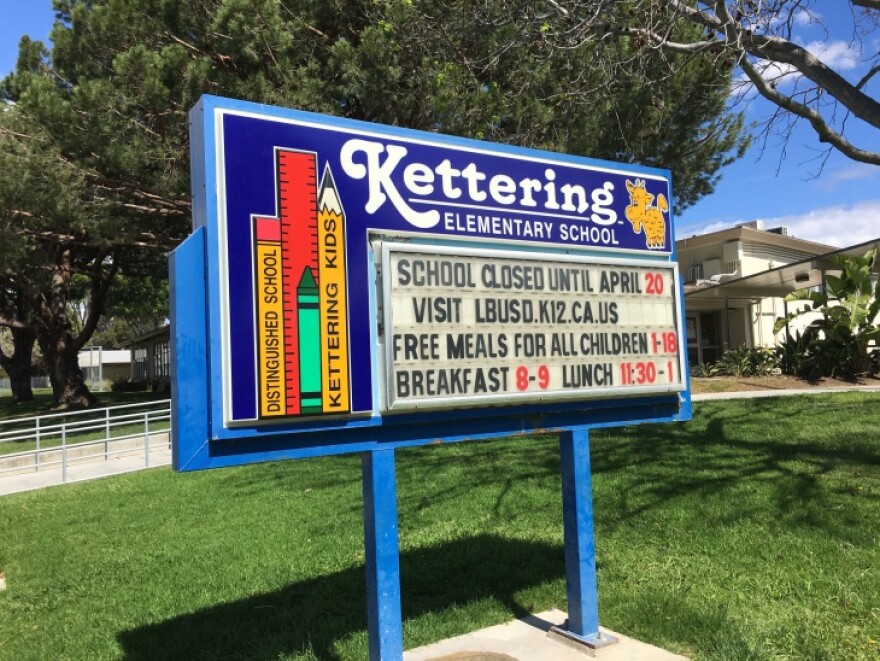 Kettering
ELEMENTARY SCHOOL
DISTINGUISHED SCHOOL
KETTERING KIDS
SCHOOL CLOSED UNTIL APRIL 20
VISIT LBUSD.K12.CA.US
FREE MEALS FOR ALL CHILDREN 1-18
BREAKFAST 8-9 LUNCH 11:30-1